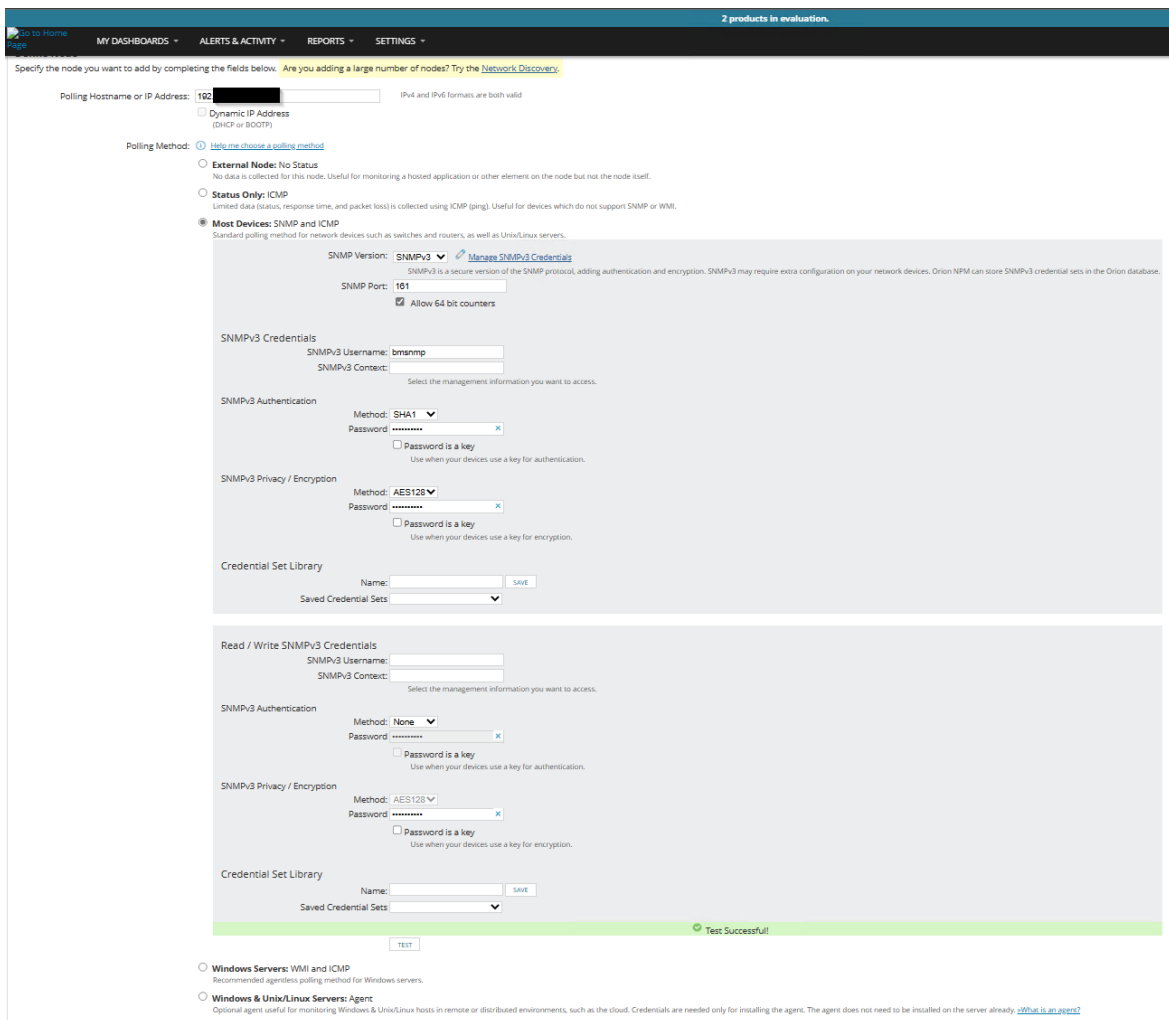 2 products in evaluation.
Go to Home Page
MY DASHBOARDS ALERTS & ACTIVITY REPORTS SETTINGS
Specify the node you want to add by completing the fields below. Are you adding a large number of nodes? Try the Network Discovery.
Polling Hostname or IP Address: 192 IPv4 and IPv6 formats are both valid
Dynamic IP Address
(DHCP or BOOTP)
Polling Method: Help me choose a polling method
External Node: No Status
No data is collected for this node. Useful for monitoring a hosted application or other element on the node but not the node itself.
Status Only: ICMP
Limited data (status, response time, and packet loss) is collected using ICMP (ping). Useful for devices which do not support SNMP or WMI.
Most Devices: SNMP and ICMP
Standard polling method for network devices such as switches and routers, as well as Unix/Linux servers.
SNMP Version: SNMPv3 Manage SNMPv3 Credentials
SNMPv3 is a secure version of the SNMP protocol, adding authentication and encryption. SNMPv3 may require extra configuration on your network devices. Orion NPM can store SNMPv3 credential sets in the Orion database.
SNMP Port: 161
Allow 64 bit counters
SNMPv3 Credentials
SNMPv3 Username: bmsnmp
SNMPv3 Context:
Select the management information you want to access.
SNMPv3 Authentication
Method: SHA1
Password ••••••••••
Password is a key
Use when your devices use a key for authentication.
SNMPv3 Privacy / Encryption
Method: AES128
Password ••••••••••
Password is a key
Use when your devices use a key for encryption.
Credential Set Library
Name: SAVE
Saved Credential Sets
Read / Write SNMPv3 Credentials
SNMPv3 Username:
SNMPv3 Context:
Select the management information you want to access.
SNMPv3 Authentication
Method: None
Password ••••••••••
Password is a key
Use when your devices use a key for authentication.
SNMPv3 Privacy / Encryption
Method: AES128
Password ••••••••••
Password is a key
Use when your devices use a key for encryption.
Credential Set Library
Name: SAVE
Saved Credential Sets
Test Successful!
TEST
Windows Servers: WMI and ICMP
Recommended agentless polling method for Windows servers.
Windows & Unix/Linux Servers: Agent
Optional agent useful for monitoring Windows & Unix/Linux hosts in remote or distributed environments, such as the cloud. Credentials are needed only for installing the agent. The agent does not need to be installed on the server already. »What is an agent?